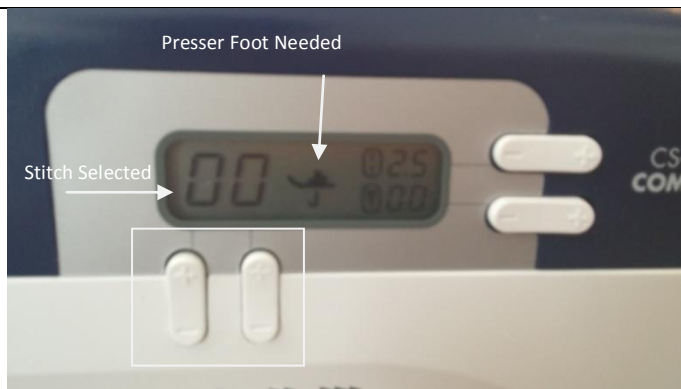 Presser Foot Needed
Stitch Selected
00 J 2.5
0.0
CS
COM